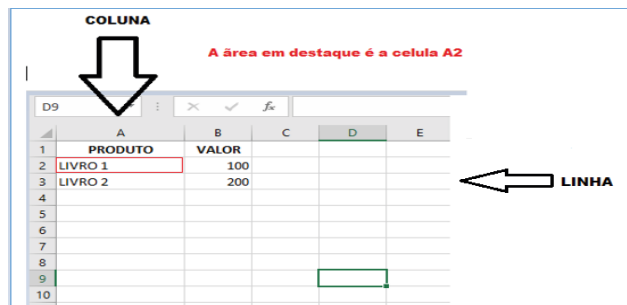 COLUNA
A ãrea em destaque é a celula A2
D9 fx
A B C D E
1 PRODUTO VALOR
2 LIVRO 1 100
3 LIVRO 2 200
LINHA
4
5
6
7
8
9
10